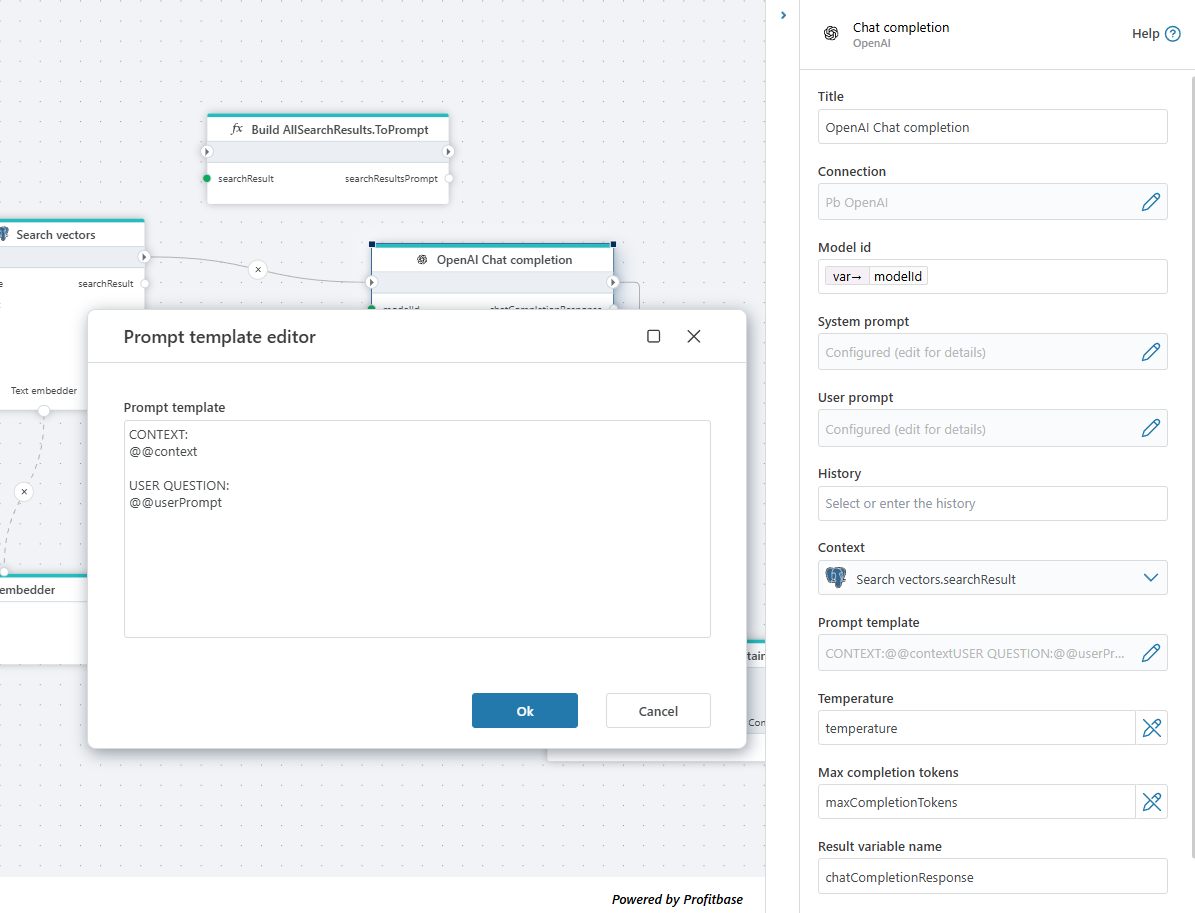 fx Build AllSearchResults.ToPrompt
searchResult searchResultsPrompt
Search vectors
searchResult
OpenAI Chat completion
modelId chatCompletionResponse
Text embedder
embedder
Prompt template editor
Prompt template
CONTEXT:
@@context
USER QUESTION:
@@userPrompt
Ok Cancel
Powered by Profitbase
Chat completion
OpenAI
Help
Title
OpenAI Chat completion
Connection
Pb OpenAI
Model id
var→ modelId
System prompt
Configured (edit for details)
User prompt
Configured (edit for details)
History
Select or enter the history
Context
Search vectors.searchResult
Prompt template
CONTEXT:@@contextUSER QUESTION:@@userPr...
Temperature
temperature
Max completion tokens
maxCompletionTokens
Result variable name
chatCompletionResponse